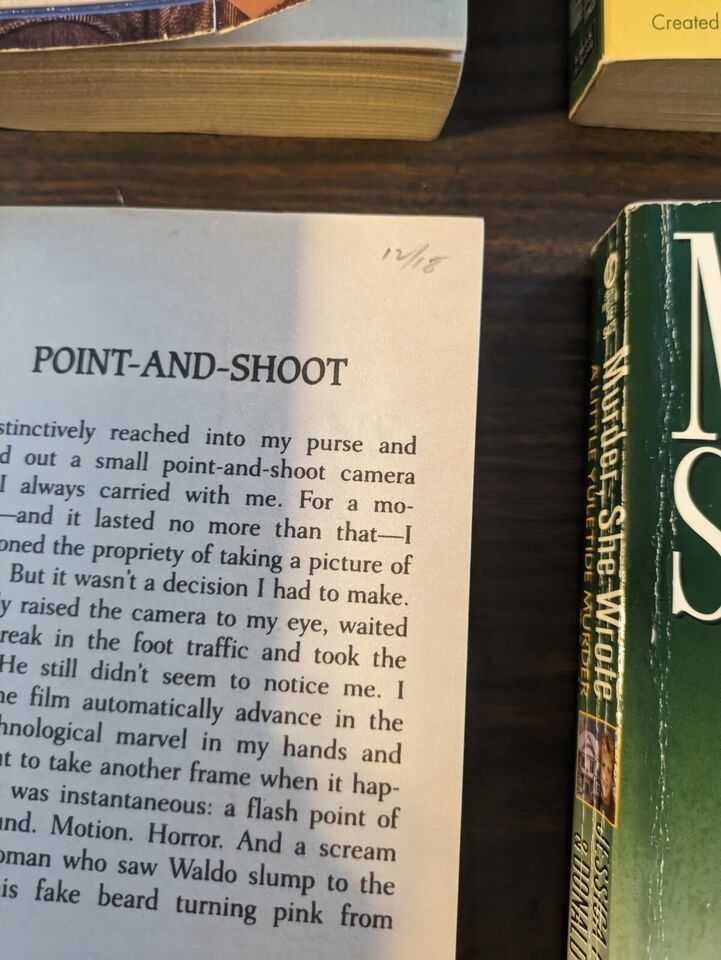 Created
12/18
POINT-AND-SHOOT
stinctively reached into my purse and
d out a small point-and-shoot camera
I always carried with me. For a mo-
—and it lasted no more than that—I
oned the propriety of taking a picture of
. But it wasn't a decision I had to make.
ly raised the camera to my eye, waited
reak in the foot traffic and took the
He still didn't seem to notice me. I
ne film automatically advance in the
hnological marvel in my hands and
ut to take another frame when it hap-
was instantaneous: a flash point of
und. Motion. Horror. And a scream
oman who saw Waldo slump to the
is fake beard turning pink from
M
S
Murder, She Wrote
A LITTLE YULETIDE MURDER
JESSICA
& DONALD